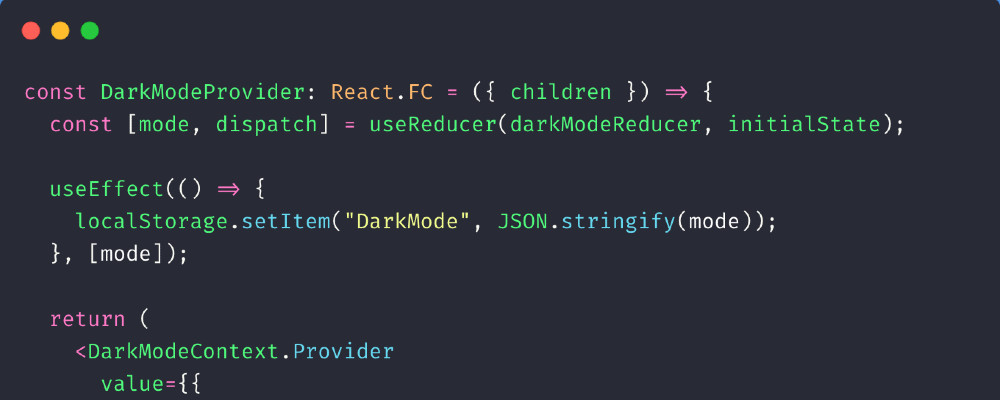 const DarkModeProvider: React.FC = ({ children }) => {
  const [mode, dispatch] = useReducer(darkModeReducer, initialState);

  useEffect(() => {
    localStorage.setItem("DarkMode", JSON.stringify(mode));
  }, [mode]);

  return (
    <DarkModeContext.Provider
      value={{